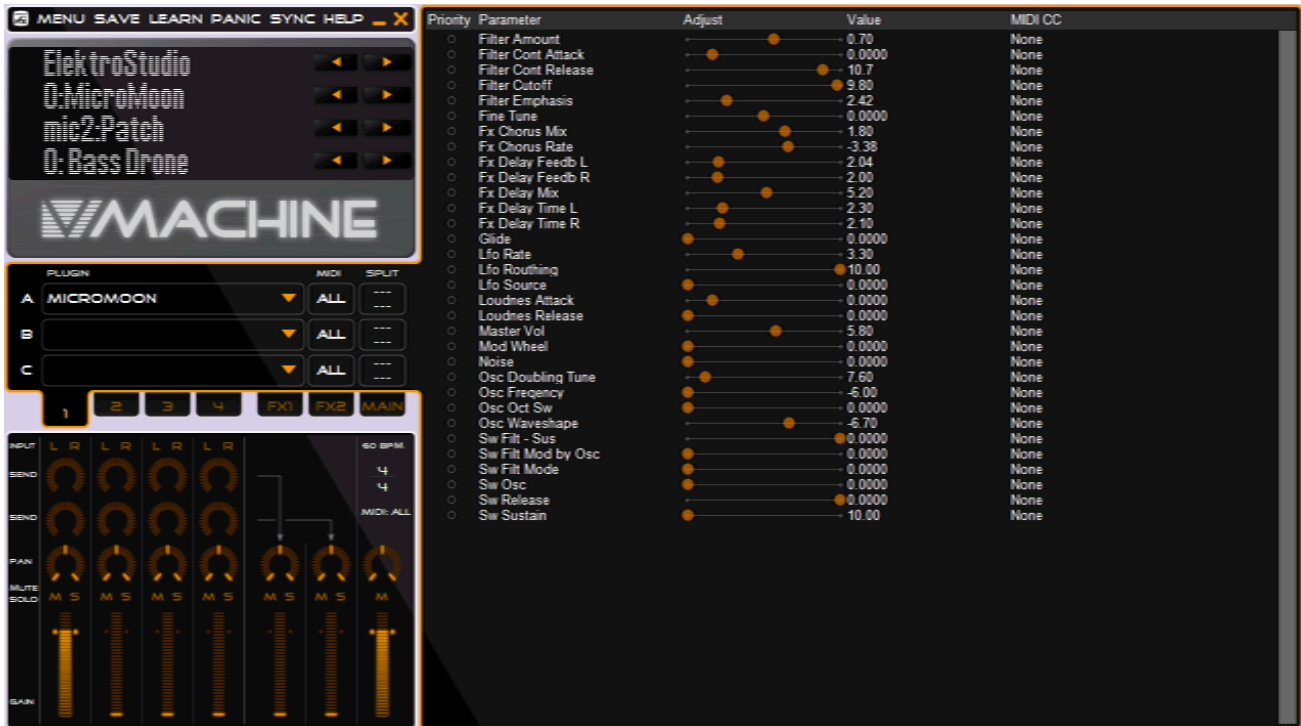 MENU SAVE LEARN PANIC SYNC HELP
ElektroStudio
0:MicroMoon
mic2:Patch
0: Bass Drone
VMACHINE
PLUGIN MIDI SPLIT
A MICROMOON ALL --- ---
B ALL --- ---
C ALL --- ---
1 2 3 4 FX1 FX2 MAIN
INPUT L R L R L R L R 60 BPM
SEND 4
4
SEND MIDI: ALL
PAN
MUTE
SOLO M S M S M S M S M S M S M
GAIN
Priority Parameter Adjust Value MIDI CC
Filter Amount 0.70 None
Filter Cont Attack 0.0000 None
Filter Cont Release 10.7 None
Filter Cutoff 9.80 None
Filter Emphasis 2.42 None
Fine Tune 0.0000 None
Fx Chorus Mix 1.80 None
Fx Chorus Rate -3.38 None
Fx Delay Feedb L 2.04 None
Fx Delay Feedb R 2.00 None
Fx Delay Mix 5.20 None
Fx Delay Time L 2.30 None
Fx Delay Time R 2.10 None
Glide 0.0000 None
Lfo Rate 3.30 None
Lfo Routhing 10.00 None
Lfo Source 0.0000 None
Loudnes Attack 0.0000 None
Loudnes Release 0.0000 None
Master Vol 5.80 None
Mod Wheel 0.0000 None
Noise 0.0000 None
Osc Doubling Tune 7.60 None
Osc Freqency -6.00 None
Osc Oct Sw 0.0000 None
Osc Waveshape -6.70 None
Sw Filt - Sus 0.0000 None
Sw Filt Mod by Osc 0.0000 None
Sw Filt Mode 0.0000 None
Sw Osc 0.0000 None
Sw Release 0.0000 None
Sw Sustain 10.00 None